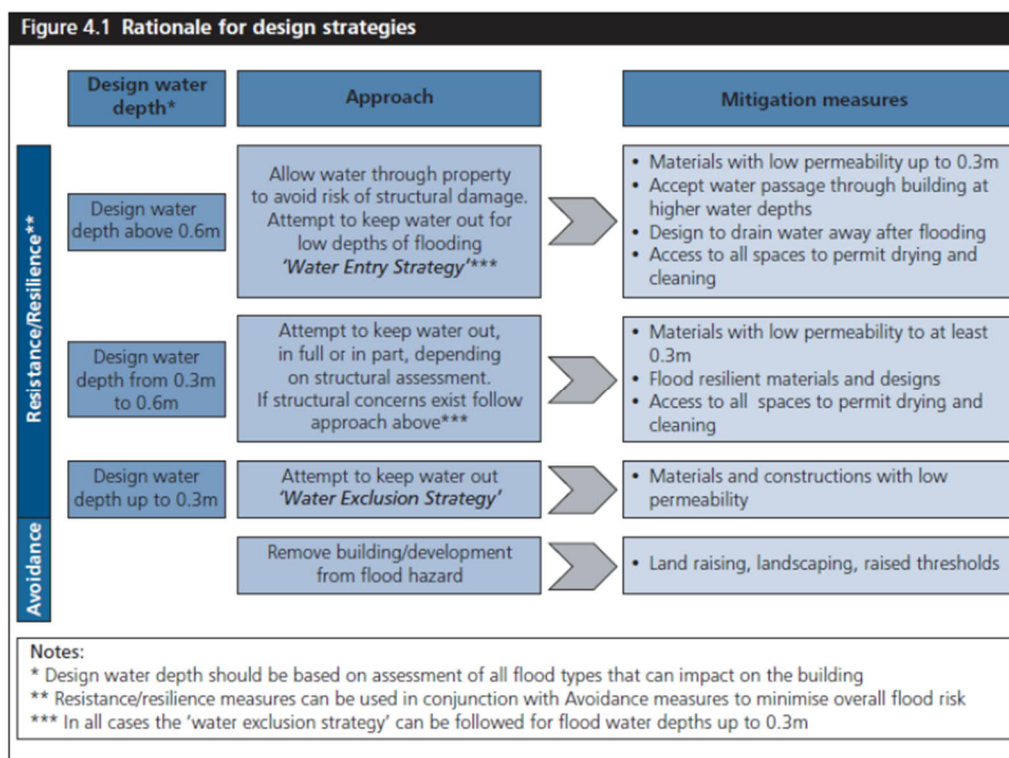 Figure 4.1 Rationale for design strategies
Design water
depth*
Approach
Mitigation measures
Resistance/Resilience**
Design water
depth above 0.6m
Allow water through property
to avoid risk of structural damage.
Attempt to keep water out for
low depths of flooding
‘Water Entry Strategy’***
• Materials with low permeability up to 0.3m
• Accept water passage through building at
higher water depths
• Design to drain water away after flooding
• Access to all spaces to permit drying and
cleaning
Design water
depth from 0.3m
to 0.6m
Attempt to keep water out,
in full or in part, depending
on structural assessment.
If structural concerns exist follow
approach above***
• Materials with low permeability to at least
0.3m
• Flood resilient materials and designs
• Access to all spaces to permit drying and
cleaning
Design water
depth up to 0.3m
Attempt to keep water out
‘Water Exclusion Strategy’
• Materials and constructions with low
permeability
Avoidance
Remove building/development
from flood hazard
• Land raising, landscaping, raised thresholds
Notes:
* Design water depth should be based on assessment of all flood types that can impact on the building
** Resistance/resilience measures can be used in conjunction with Avoidance measures to minimise overall flood risk
*** In all cases the ‘water exclusion strategy’ can be followed for flood water depths up to 0.3m